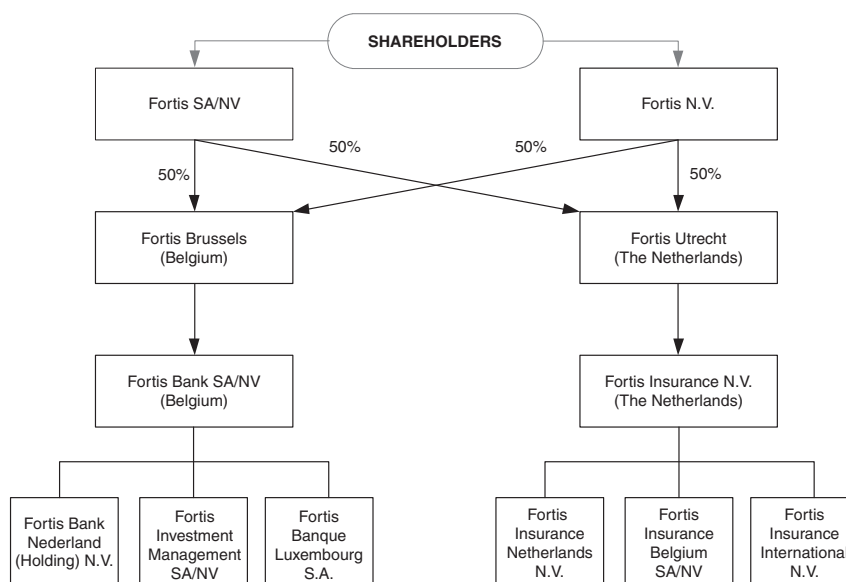 SHAREHOLDERS
Fortis SA/NV
Fortis N.V.
50%
50%
50%
50%
Fortis Brussels
(Belgium)
Fortis Utrecht
(The Netherlands)
Fortis Bank SA/NV
(Belgium)
Fortis Insurance N.V.
(The Netherlands)
Fortis Bank
Nederland
(Holding) N.V.
Fortis
Investment
Management
SA/NV
Fortis
Banque
Luxembourg
S.A.
Fortis
Insurance
Netherlands
N.V.
Fortis
Insurance
Belgium
SA/NV
Fortis
Insurance
International
N.V.